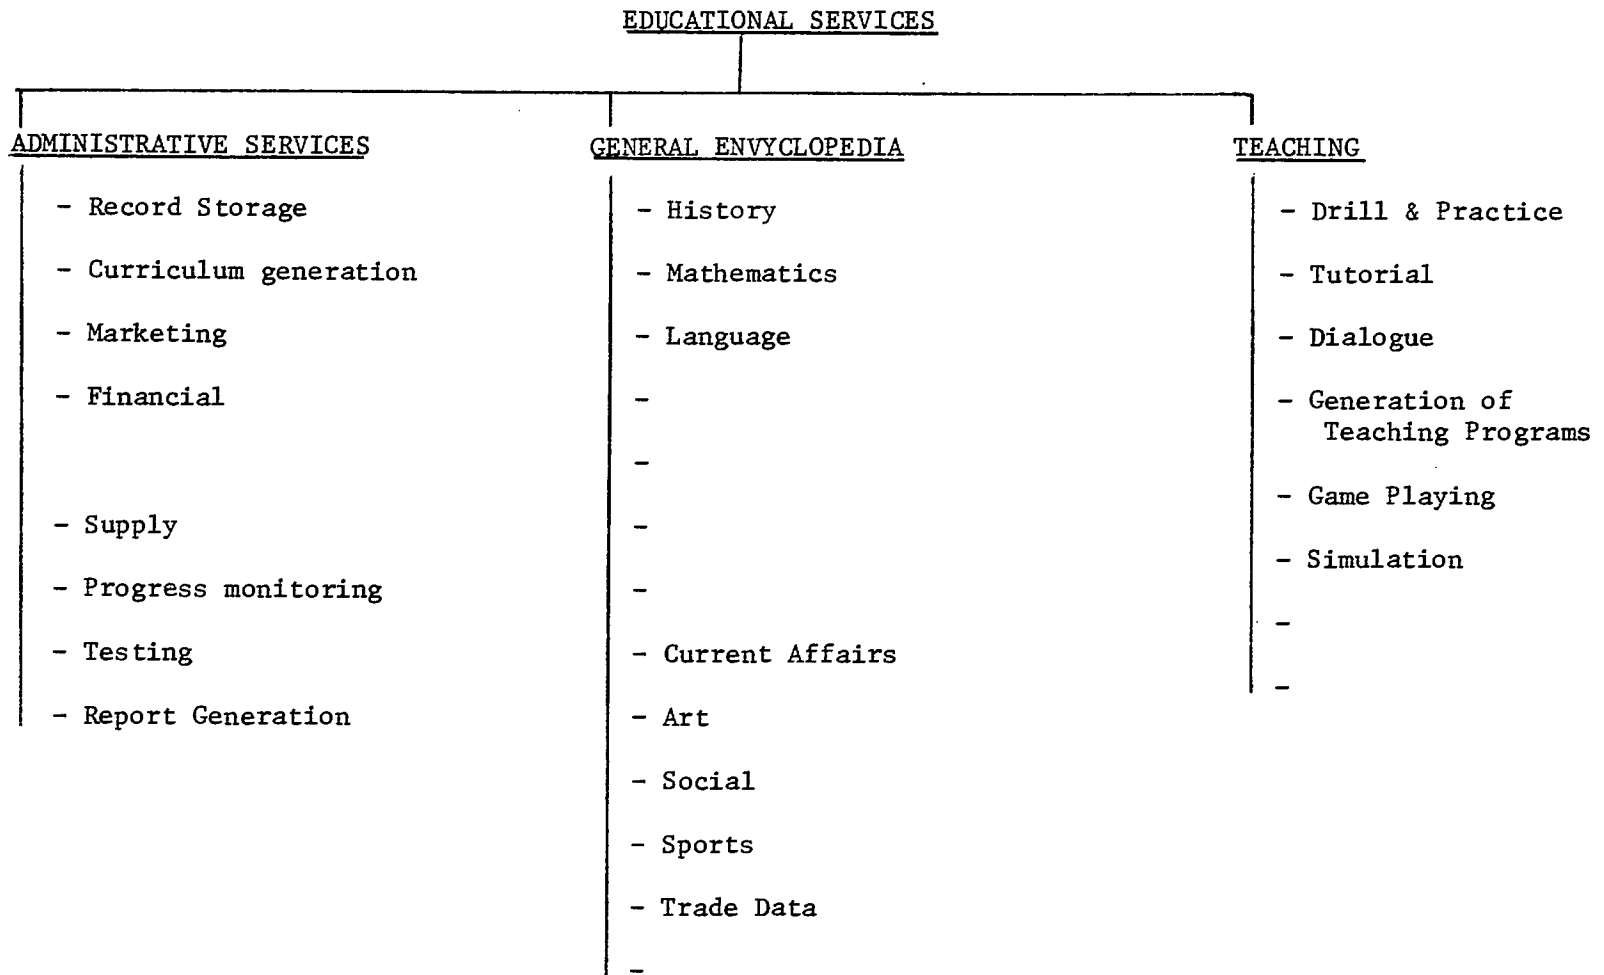 EDUCATIONAL SERVICES
ADMINISTRATIVE SERVICES
- Record Storage
- Curriculum generation
- Marketing
- Financial
- Supply
- Progress monitoring
- Testing
- Report Generation
GENERAL ENVYCLOPEDIA
- History
- Mathematics
- Language
-
-
-
-
- Current Affairs
- Art
- Social
- Sports
- Trade Data
-
TEACHING
- Drill & Practice
- Tutorial
- Dialogue
- Generation of
Teaching Programs
- Game Playing
- Simulation
-
-